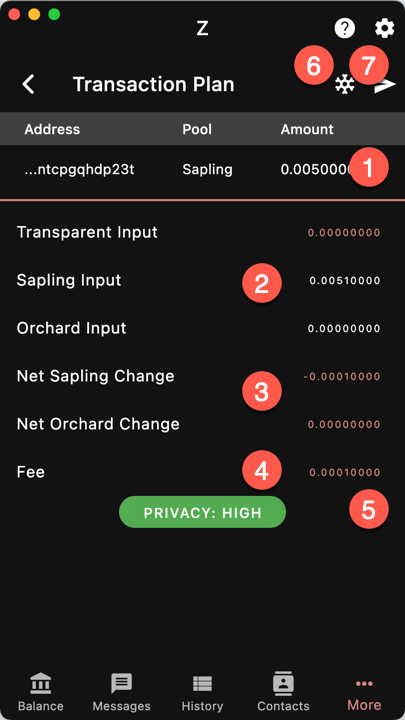 Z
6 7
Transaction Plan
Address Pool Amount
...ntcpgqhdp23t Sapling 0.0050000 1
Transparent Input 0.00000000
Sapling Input 2 0.00510000
Orchard Input 0.00000000
Net Sapling Change 3 -0.00010000
Net Orchard Change 0.00000000
Fee 4 0.00010000
PRIVACY: HIGH 5
Balance Messages History Contacts More